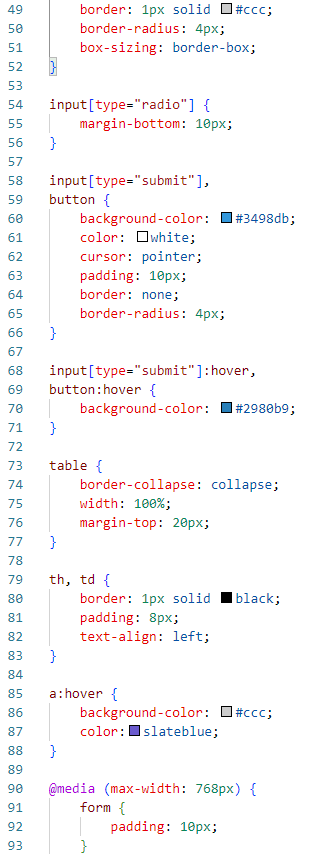 49 border: 1px solid #ccc;
50 border-radius: 4px;
51 box-sizing: border-box;
52 }
53
54 input[type="radio"] {
55 margin-bottom: 10px;
56 }
57
58 input[type="submit"],
59 button {
60 background-color: #3498db;
61 color: white;
62 cursor: pointer;
63 padding: 10px;
64 border: none;
65 border-radius: 4px;
66 }
67
68 input[type="submit"]:hover,
69 button:hover {
70 background-color: #2980b9;
71 }
72
73 table {
74 border-collapse: collapse;
75 width: 100%;
76 margin-top: 20px;
77 }
78
79 th, td {
80 border: 1px solid black;
81 padding: 8px;
82 text-align: left;
83 }
84
85 a:hover {
86 background-color: #ccc;
87 color:slateblue;
88 }
89
90 @media (max-width: 768px) {
91 form {
92 padding: 10px;
93 }